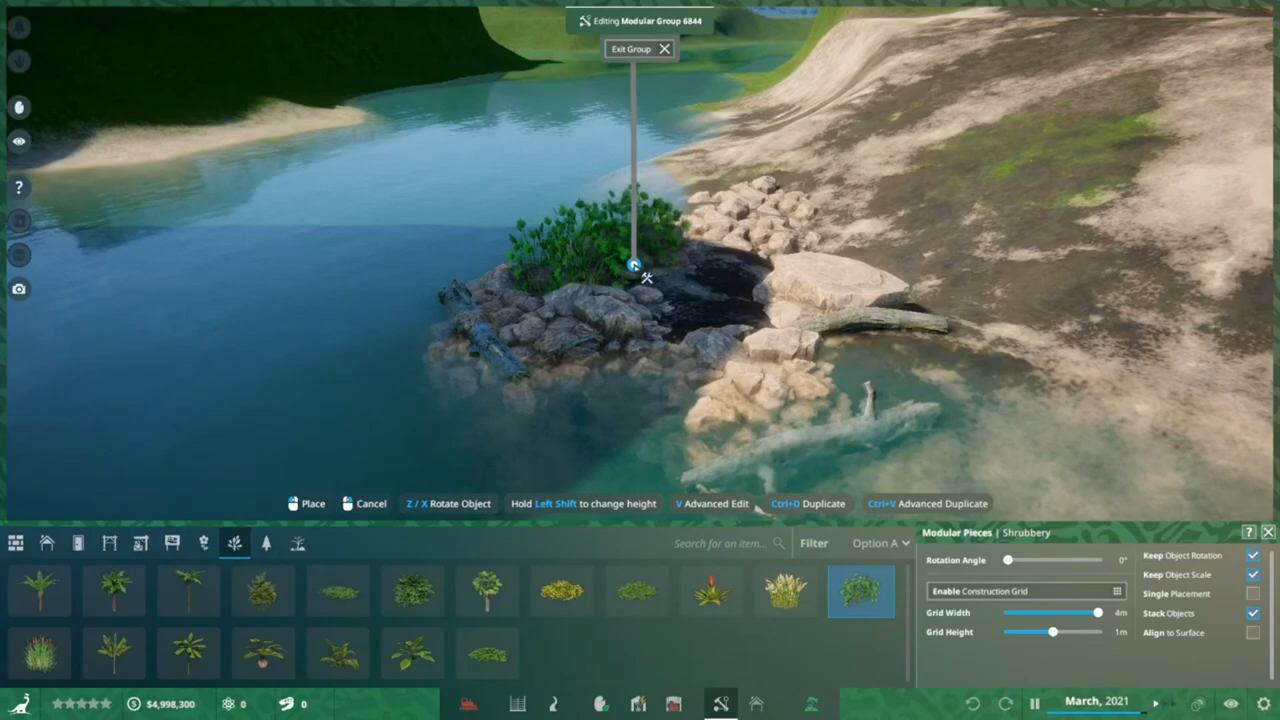 Editing Modular Group 6844
Exit Group
?
Place
Cancel
Z / X Rotate Object
Hold Left Shift to change height
V Advanced Edit
Ctrl+D Duplicate
Ctrl+V Advanced Duplicate
Search for an item...
Filter
Option A
Modular Pieces | Shrubbery
?
Rotation Angle
0°
Enable Construction Grid
Grid Width
4m
Grid Height
1m
Keep Object Rotation
Keep Object Scale
Single Placement
Stack Objects
Align to Surface
$4,998,300
0
0
March, 2021